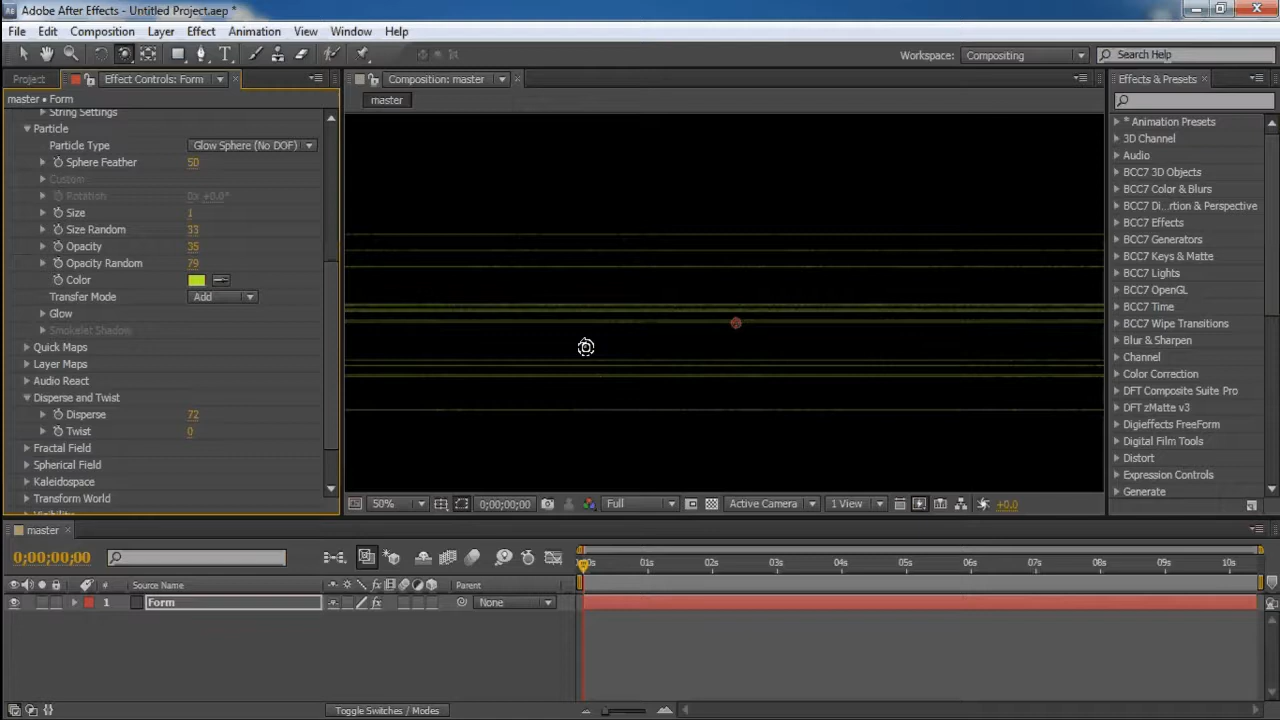 Adobe After Effects - Untitled Project.aep *
File Edit Composition Layer Effect Animation View Window Help
Workspace: Compositing Search Help
Project Effect Controls: Form Composition: master Effects & Presets
master • Form master
String Settings
Particle
Particle Type Glow Sphere (No DOF)
Sphere Feather 50
Custom
Rotation 0x +0.0°
Size 1
Size Random 33
Opacity 35
Opacity Random 79
Color
Transfer Mode Add
Glow
Smokelet Shadow
Quick Maps
Layer Maps
Audio React
Disperse and Twist
Disperse 72
Twist 0
Fractal Field
Spherical Field
Kaleidospace
Transform World
* Animation Presets
3D Channel
Audio
BCC7 3D Objects
BCC7 Color & Blurs
BCC7 Di...rtion & Perspective
BCC7 Effects
BCC7 Generators
BCC7 Keys & Matte
BCC7 Lights
BCC7 OpenGL
BCC7 Time
BCC7 Wipe Transitions
Blur & Sharpen
Channel
Color Correction
DFT Composite Suite Pro
DFT zMatte v3
Digieffects FreeForm
Digital Film Tools
Distort
Expression Controls
Generate
50% 0;00;00;00 Full Active Camera 1 View +0.0
master
0;00;00;00
01s 02s 03s 04s 05s 06s 07s 08s 09s 10s
# Source Name Parent
1 Form None
Toggle Switches / Modes